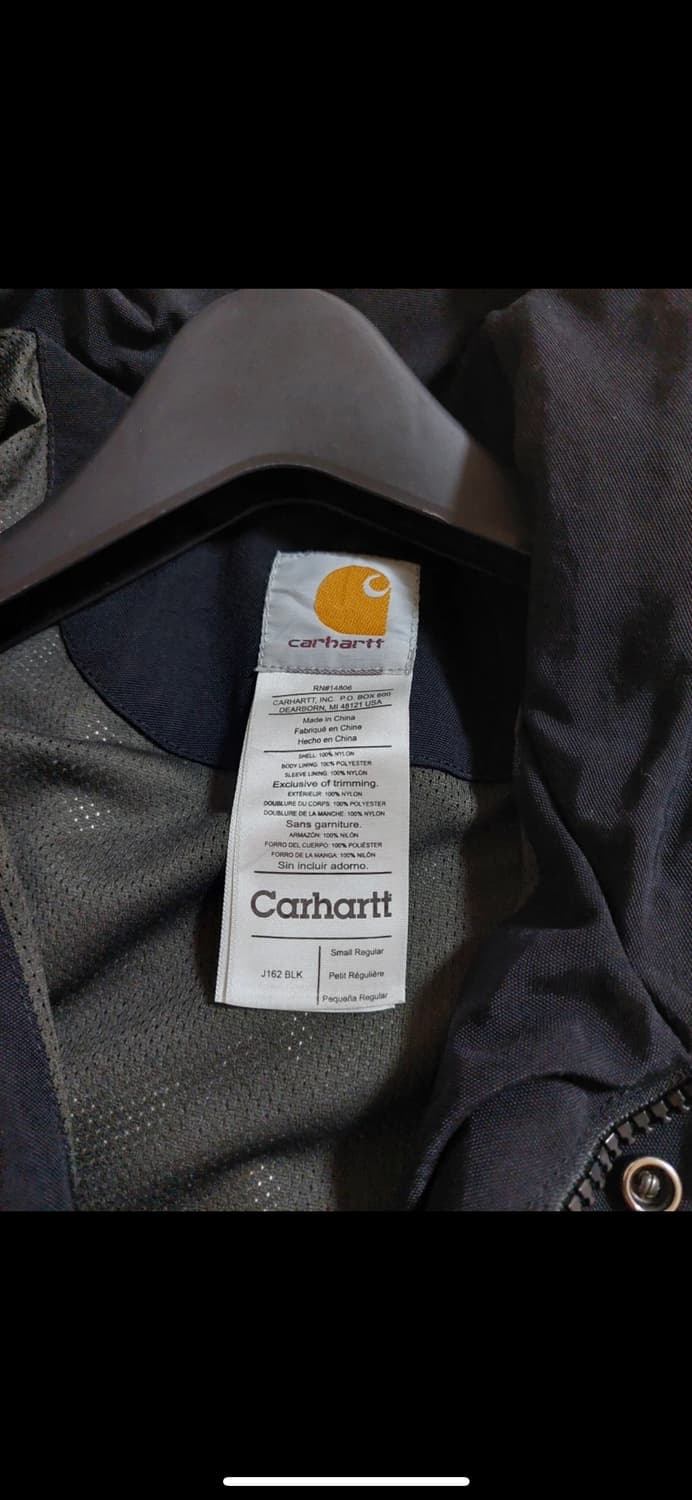 carhartt
RN#14806
CARHARTT, INC. P.O. BOX 600
DEARBORN, MI 48121 USA
Made in China
Fabriqué en Chine
Hecho en China
SHELL: 100% NYLON
BODY LINING: 100% POLYESTER
SLEEVE LINING: 100% NYLON
Exclusive of trimming.
EXTÉRIEUR: 100% NYLON
DOUBLURE DU CORPS: 100% POLYESTER
DOUBLURE DE LA MANCHE: 100% NYLON
Sans garniture.
ARMAZÓN: 100% NILÓN
FORRO DEL CUERPO: 100% POLIÉSTER
FORRO DE LA MANGA: 100% NILÓN
Sin incluir adorno.
Carhartt
J162 BLK
Small Regular
Petit Régulière
Pequeña Regular